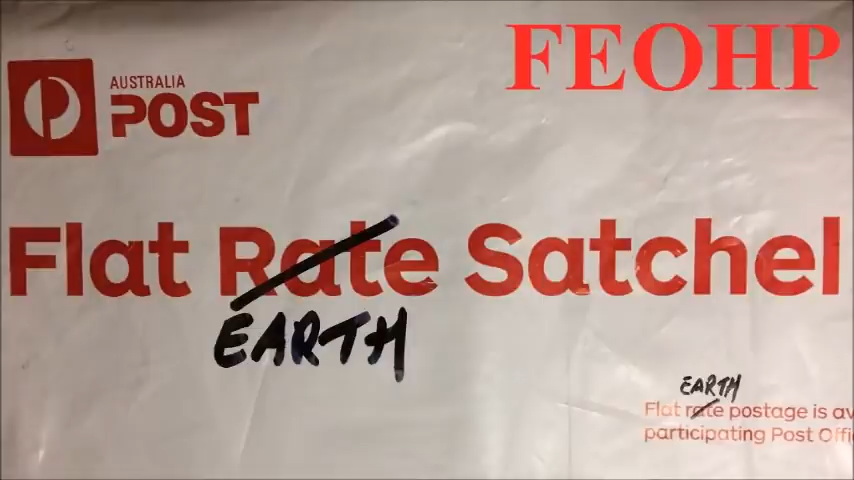 FEOHP
AUSTRALIA
POST
Flat Rate Satchel
EARTH
EARTH
Flat rate postage is av
participating Post Offi